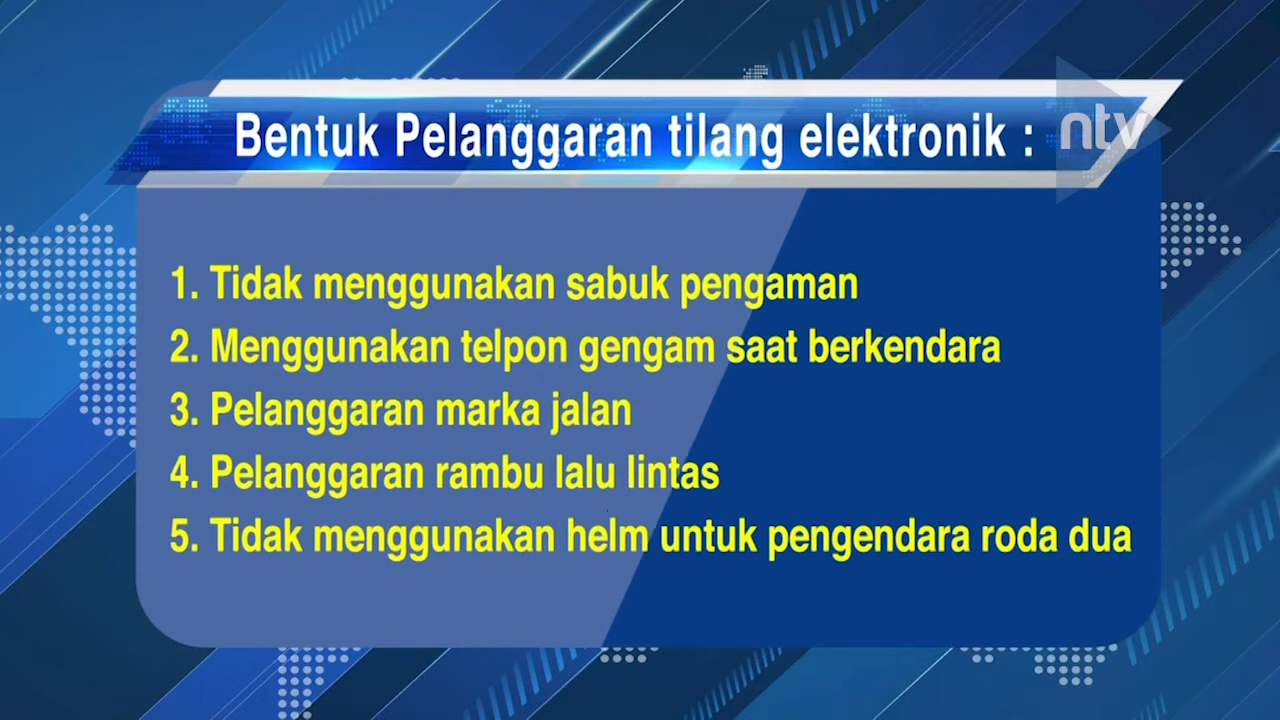 Bentuk Pelanggaran tilang elektronik :
ntv
1. Tidak menggunakan sabuk pengaman
2. Menggunakan telpon gengam saat berkendara
3. Pelanggaran marka jalan
4. Pelanggaran rambu lalu lintas
5. Tidak menggunakan helm untuk pengendara roda dua